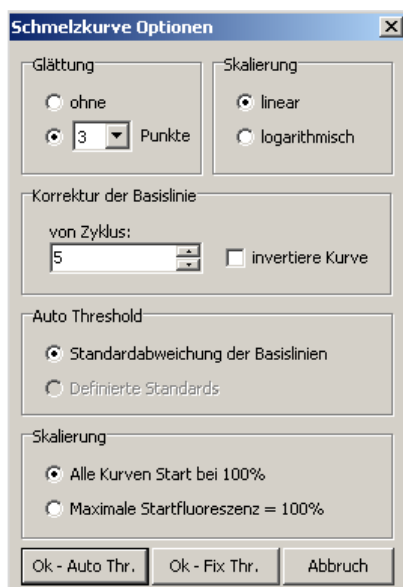 Schmelzkurve Optionen
Glättung
ohne
3 Punkte
Skalierung
linear
logarithmisch
Korrektur der Basislinie
von Zyklus:
5
invertiere Kurve
Auto Threshold
Standardabweichung der Basislinien
Definierte Standards
Skalierung
Alle Kurven Start bei 100%
Maximale Startfluoreszenz = 100%
Ok - Auto Thr. Ok - Fix Thr. Abbruch